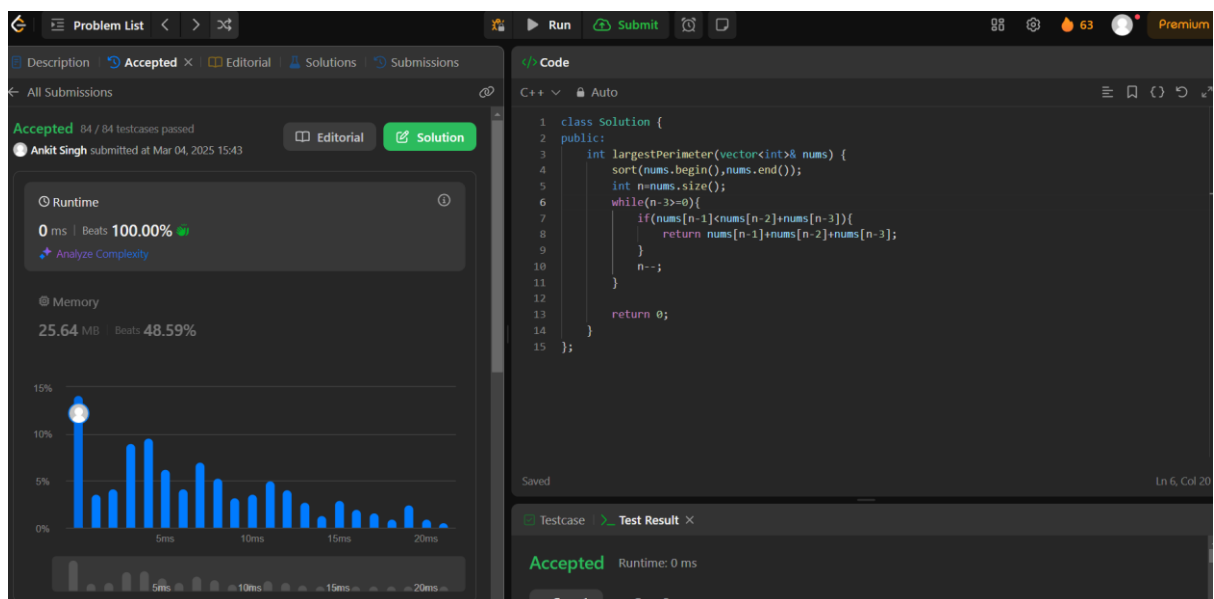 Problem List
Run
Submit
63
Premium
Description
Accepted
Editorial
Solutions
Submissions
All Submissions
Accepted 84 / 84 testcases passed
Ankit Singh submitted at Mar 04, 2025 15:43
Editorial
Solution
Runtime
0 ms | Beats 100.00%
Analyze Complexity
Memory
25.64 MB | Beats 48.59%
15%
10%
5%
0%
5ms 10ms 15ms 20ms
5ms 10ms 15ms 20ms
</> Code
C++ Auto
1 class Solution {
2 public:
3 int largestPerimeter(vector<int>& nums) {
4 sort(nums.begin(),nums.end());
5 int n=nums.size();
6 while(n-3>=0){
7 if(nums[n-1]<nums[n-2]+nums[n-3]){
8 return nums[n-1]+nums[n-2]+nums[n-3];
9 }
10 n--;
11 }
12
13 return 0;
14 }
15 };
Saved
Ln 6, Col 20
Testcase
>_ Test Result
Accepted Runtime: 0 ms